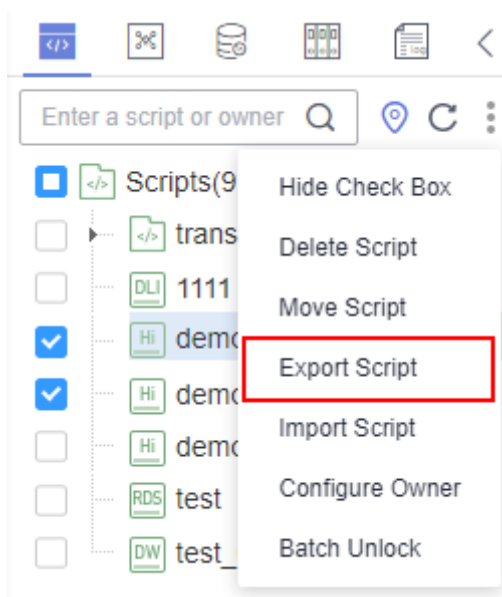 </>
log
Enter a script or owner
</> Scripts(9
Hide Check Box
</> trans
Delete Script
DLI 1111
Move Script
Hi demo
Export Script
Hi demo
Import Script
Hi demo
Configure Owner
RDS test
Batch Unlock
DW test_